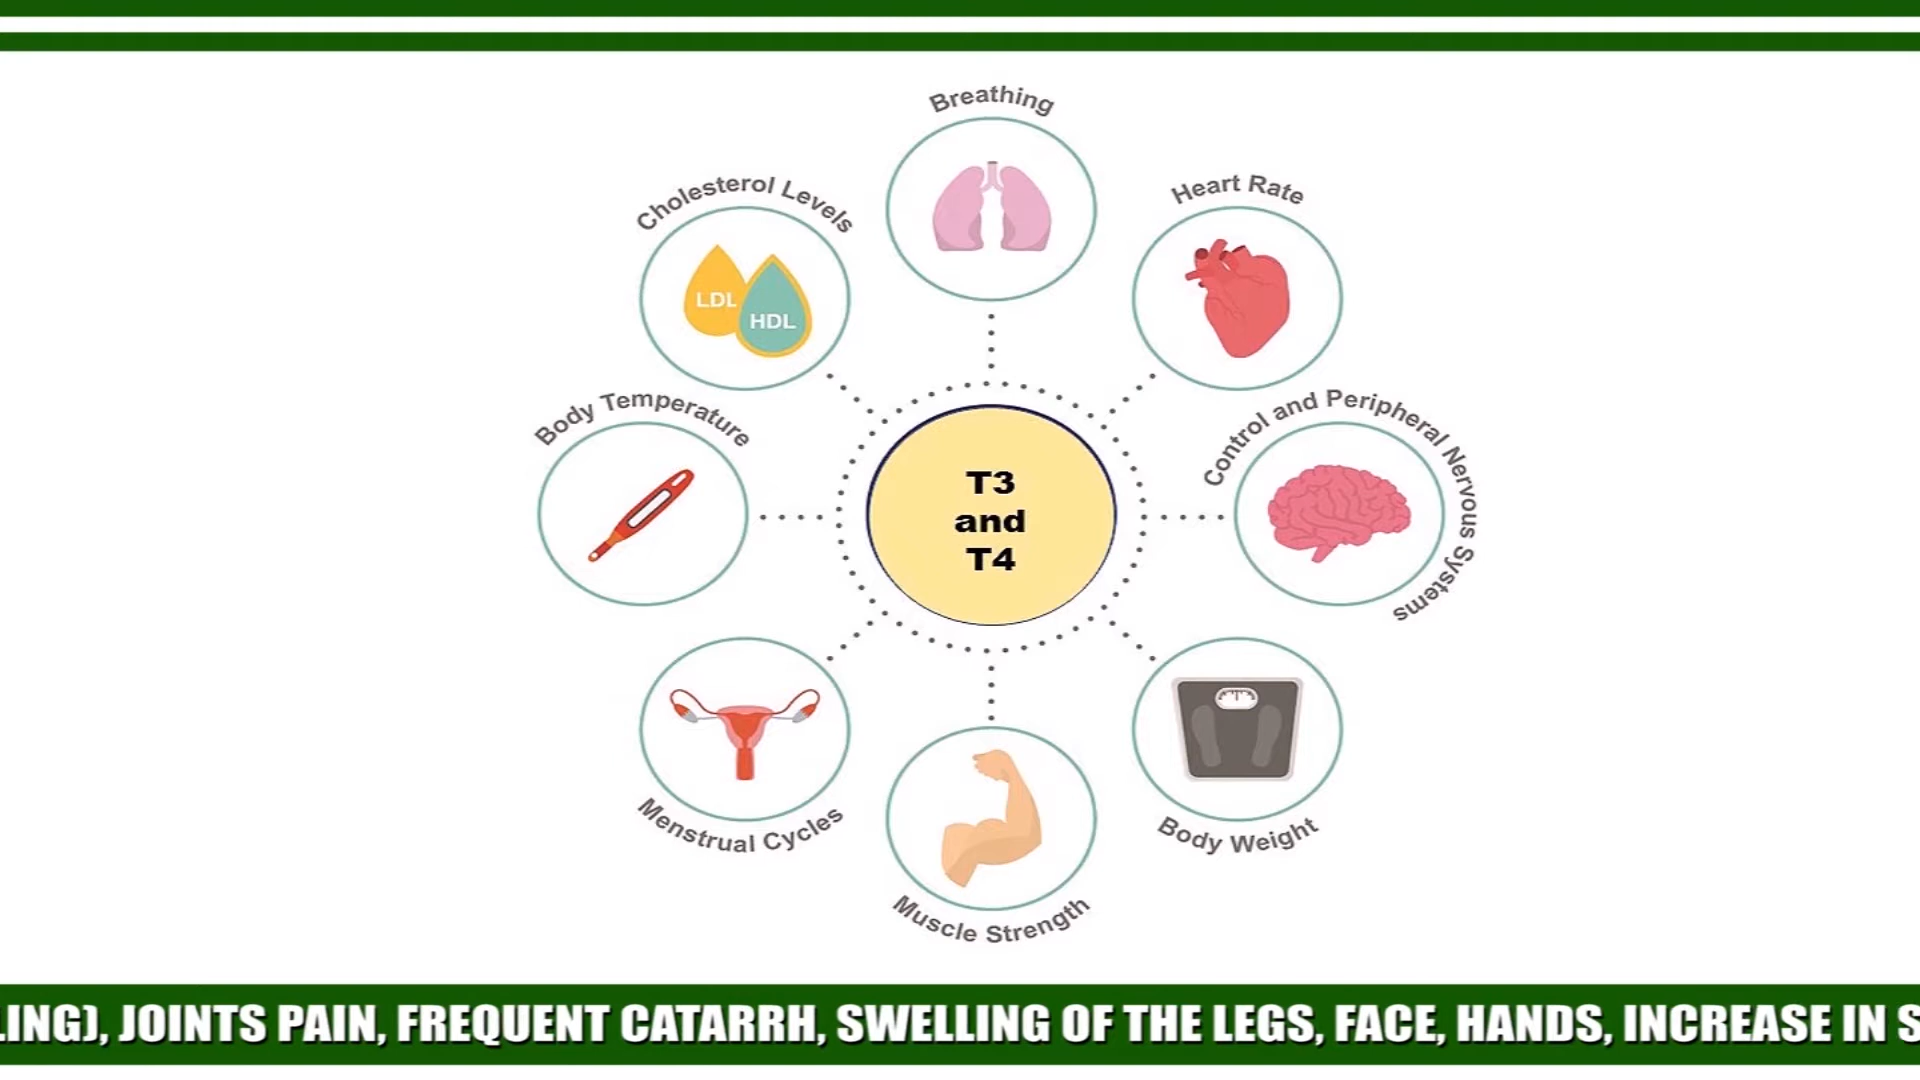 Breathing
Heart Rate
Cholesterol Levels
LDL
HDL
Body Temperature
Control and Peripheral Nervous Systems
T3
and
T4
Menstrual Cycles
Body Weight
Muscle Strength
LING), JOINTS PAIN, FREQUENT CATARRH, SWELLING OF THE LEGS, FACE, HANDS, INCREASE IN S